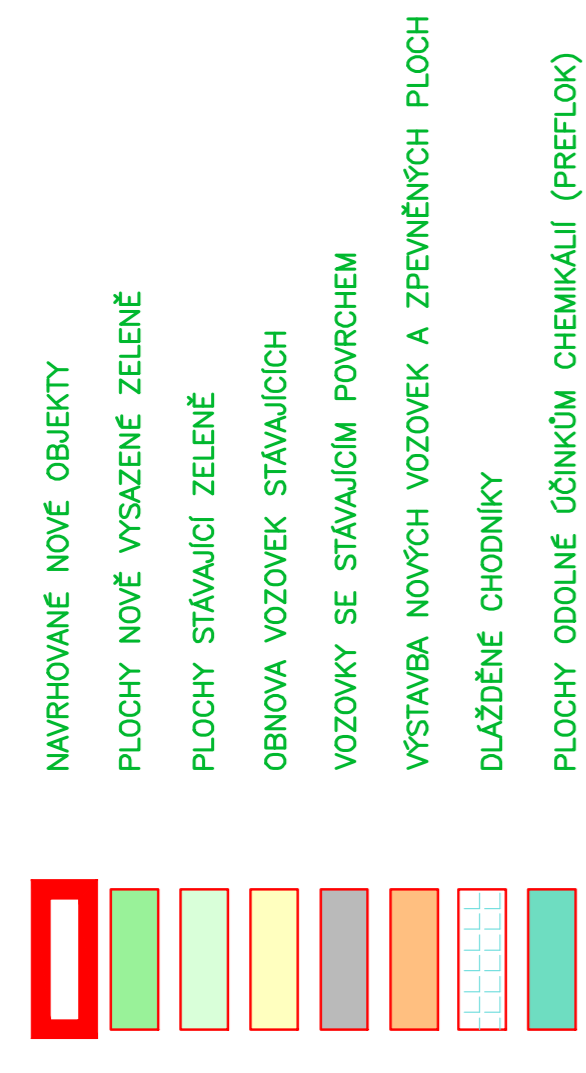 NAVRHOVANÉ NOVÉ OBJEKTY
PLOCHY NOVĚ VYSAZENÉ ZELENĚ
PLOCHY STÁVAJÍCÍ ZELENĚ
OBNOVA VOZOVEK STÁVAJÍCÍCH
VOZOVKY SE STÁVAJÍCÍM POVRCHEM
VÝSTAVBA NOVÝCH VOZOVEK A ZPEVNĚNÝCH PLOCH
DLÁŽDĚNÉ CHODNÍKY
PLOCHY ODOLNÉ ÚČINKŮM CHEMIKÁLIÍ (PREFLOK)